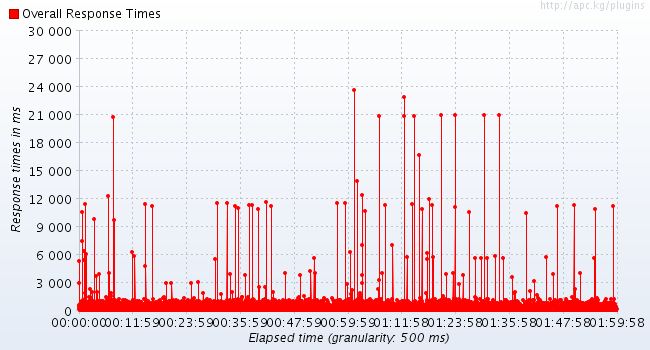 http://apc.kg/plugins
Overall Response Times
30 000
27 000
24 000
21 000
18 000
15 000
12 000
9 000
6 000
3 000
0
Response times in ms
00:00:00 00:11:59 00:23:59 00:35:59 00:47:59 00:59:59 01:11:58 01:23:58 01:35:58 01:47:58 01:59:58
Elapsed time (granularity: 500 ms)